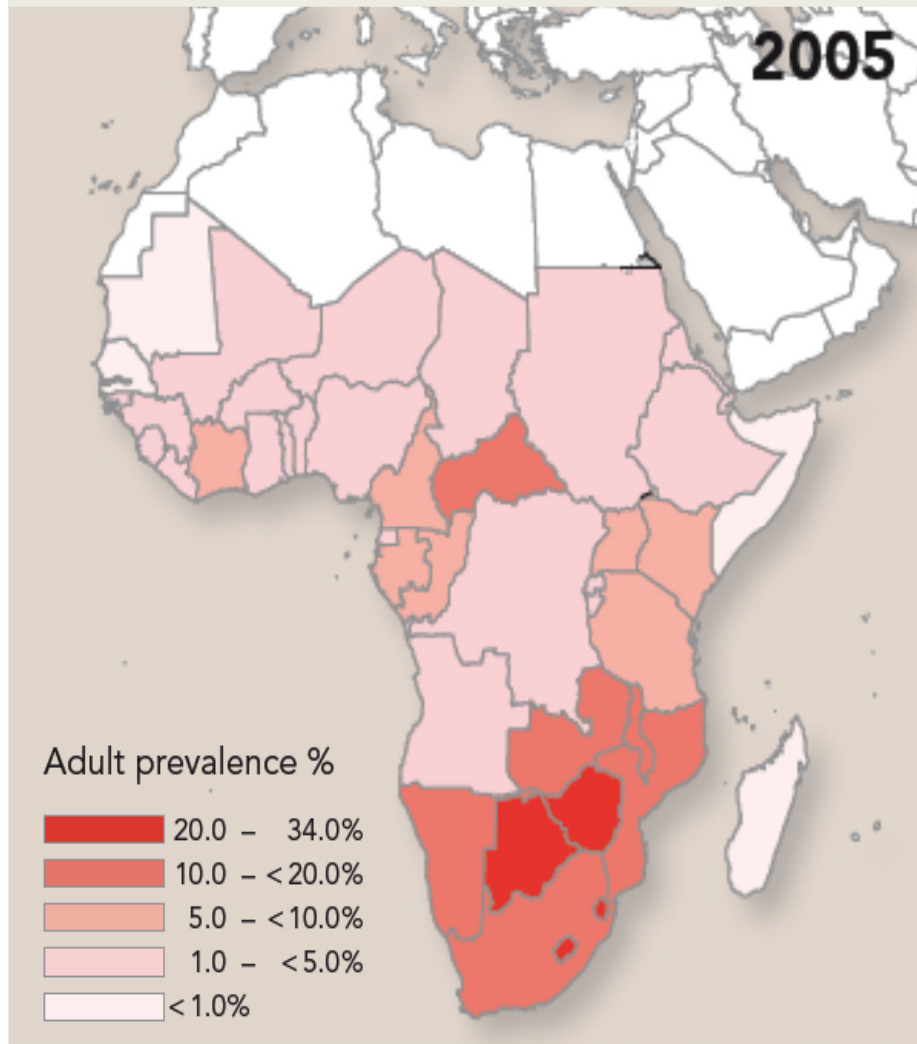 2005
Adult prevalence %
20.0 – 34.0%
10.0 – <20.0%
5.0 – <10.0%
1.0 – <5.0%
<1.0%